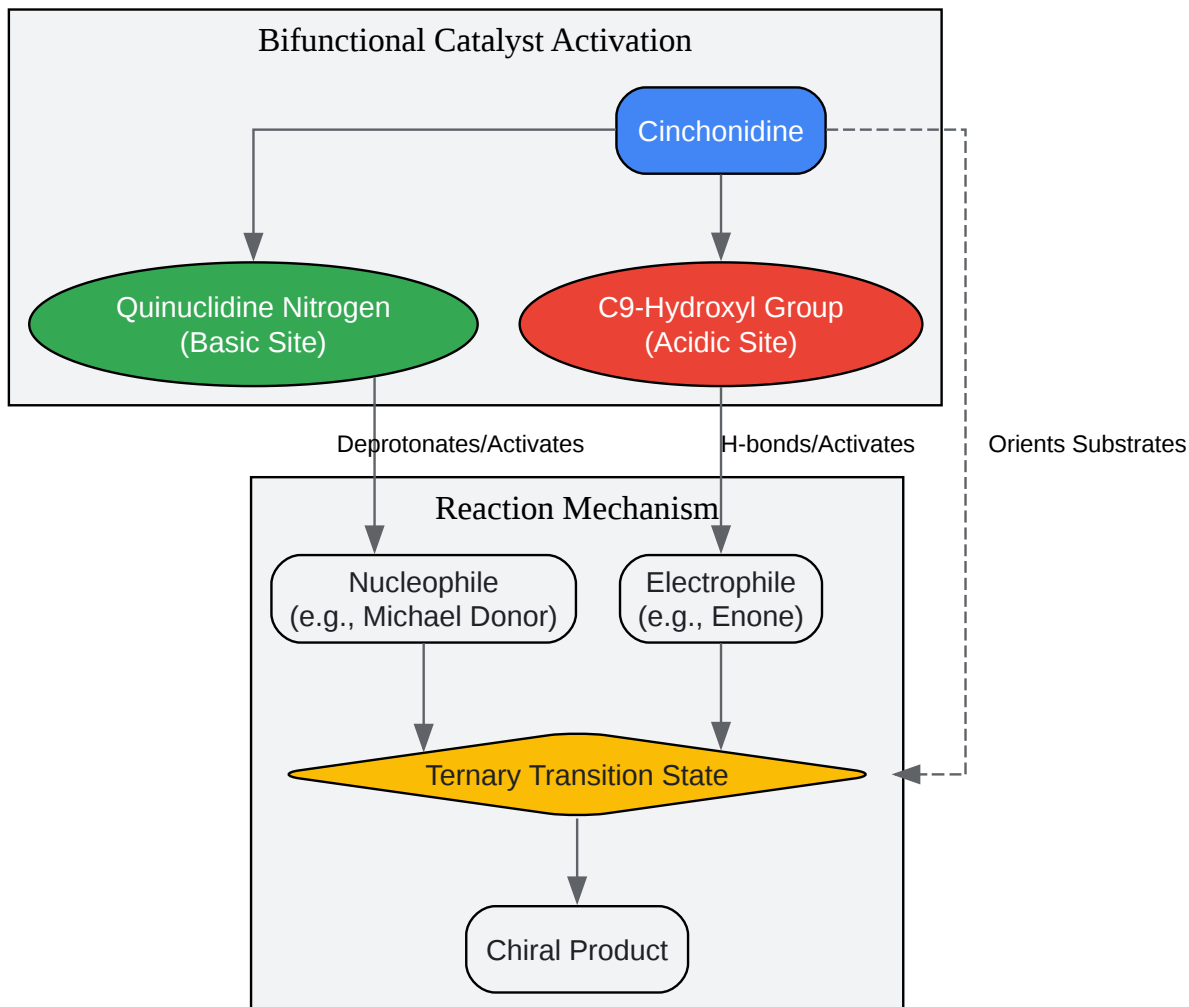 Bifunctional Catalyst Activation
Cinchonidine
Quinuclidine Nitrogen
(Basic Site)
C9-Hydroxyl Group
(Acidic Site)
Deprotonates/Activates
H-bonds/Activates
Orients Substrates
Reaction Mechanism
Nucleophile
(e.g., Michael Donor)
Electrophile
(e.g., Enone)
Ternary Transition State
Chiral Product